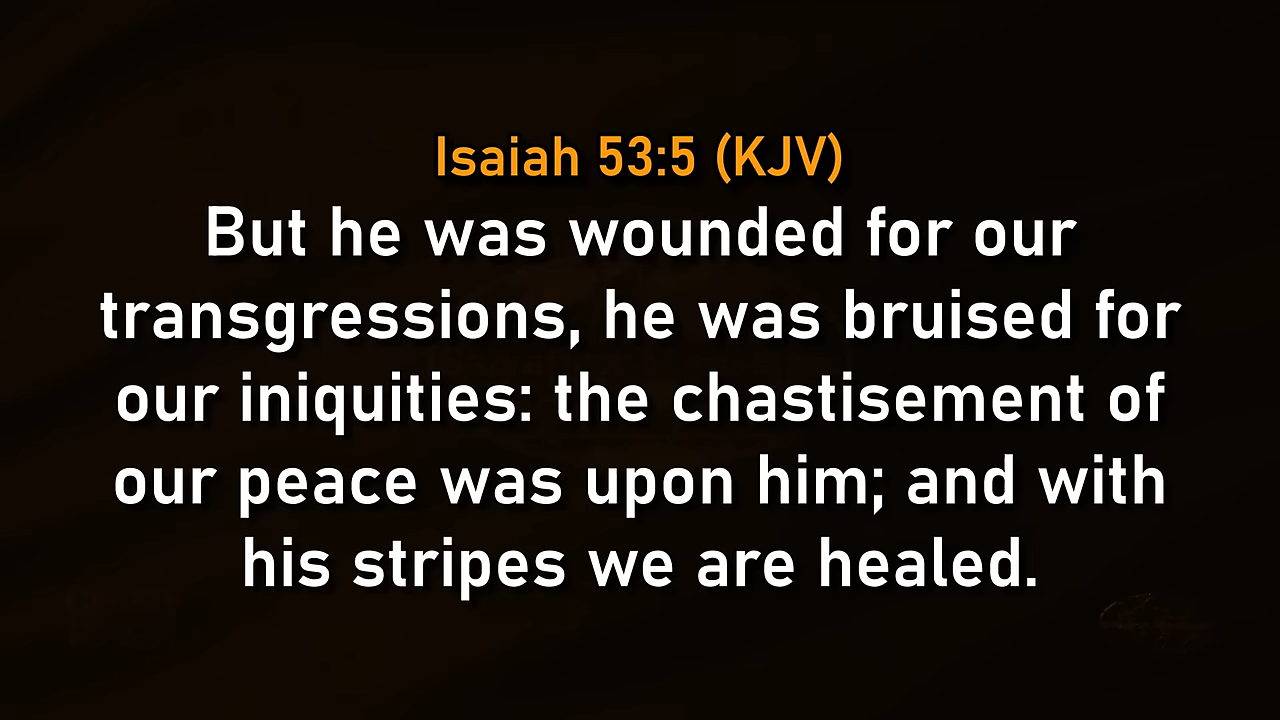 Isaiah 53:5 (KJV)
But he was wounded for our
transgressions, he was bruised for
our iniquities: the chastisement of
our peace was upon him; and with
his stripes we are healed.